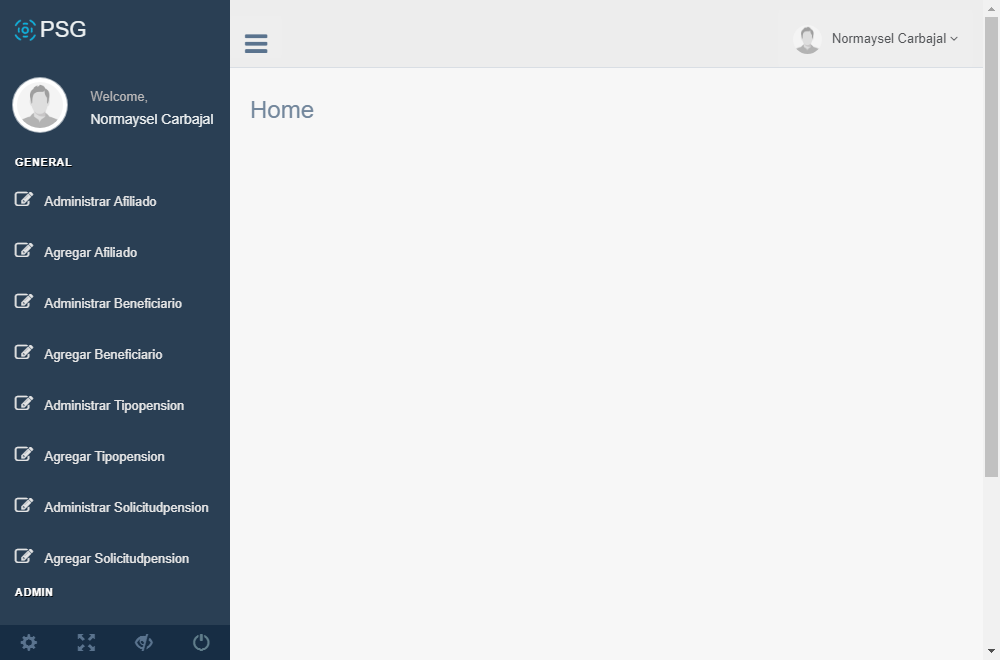 PSG
Welcome,
Normaysel Carbajal
GENERAL
Administrar Afiliado
Agregar Afiliado
Administrar Beneficiario
Agregar Beneficiario
Administrar Tipopension
Agregar Tipopension
Administrar Solicitudpension
Agregar Solicitudpension
ADMIN
Normaysel Carbajal
Home